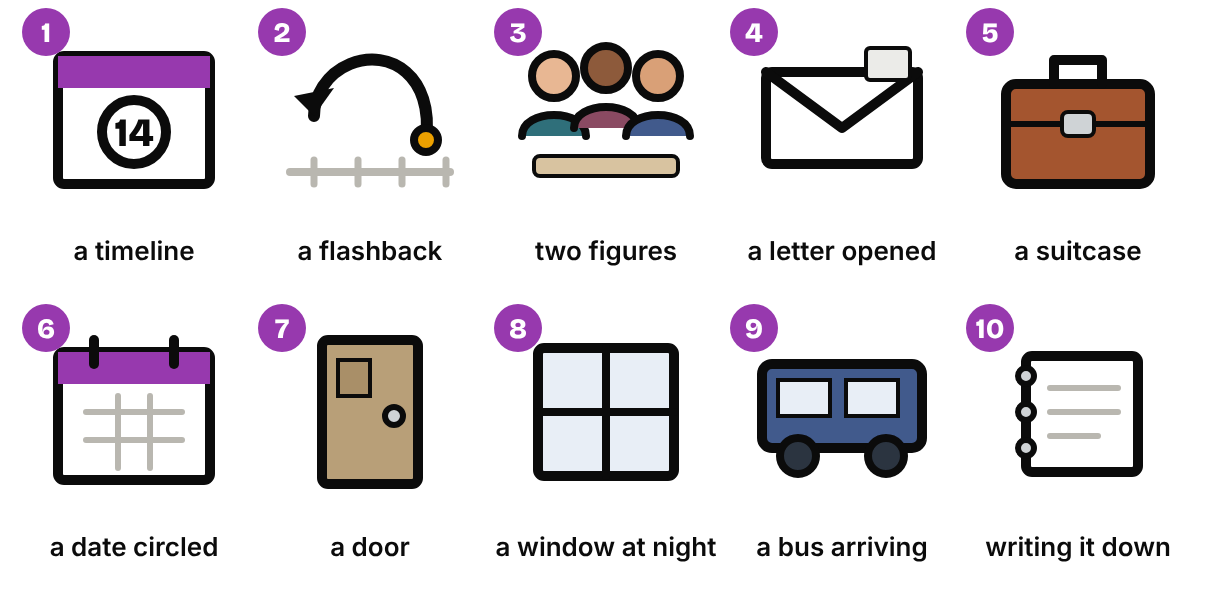 1
2
3
4
5
14
a timeline
a flashback
two figures
a letter opened
a suitcase
6
7
8
9
10
a date circled
a door
a window at night
a bus arriving
writing it down